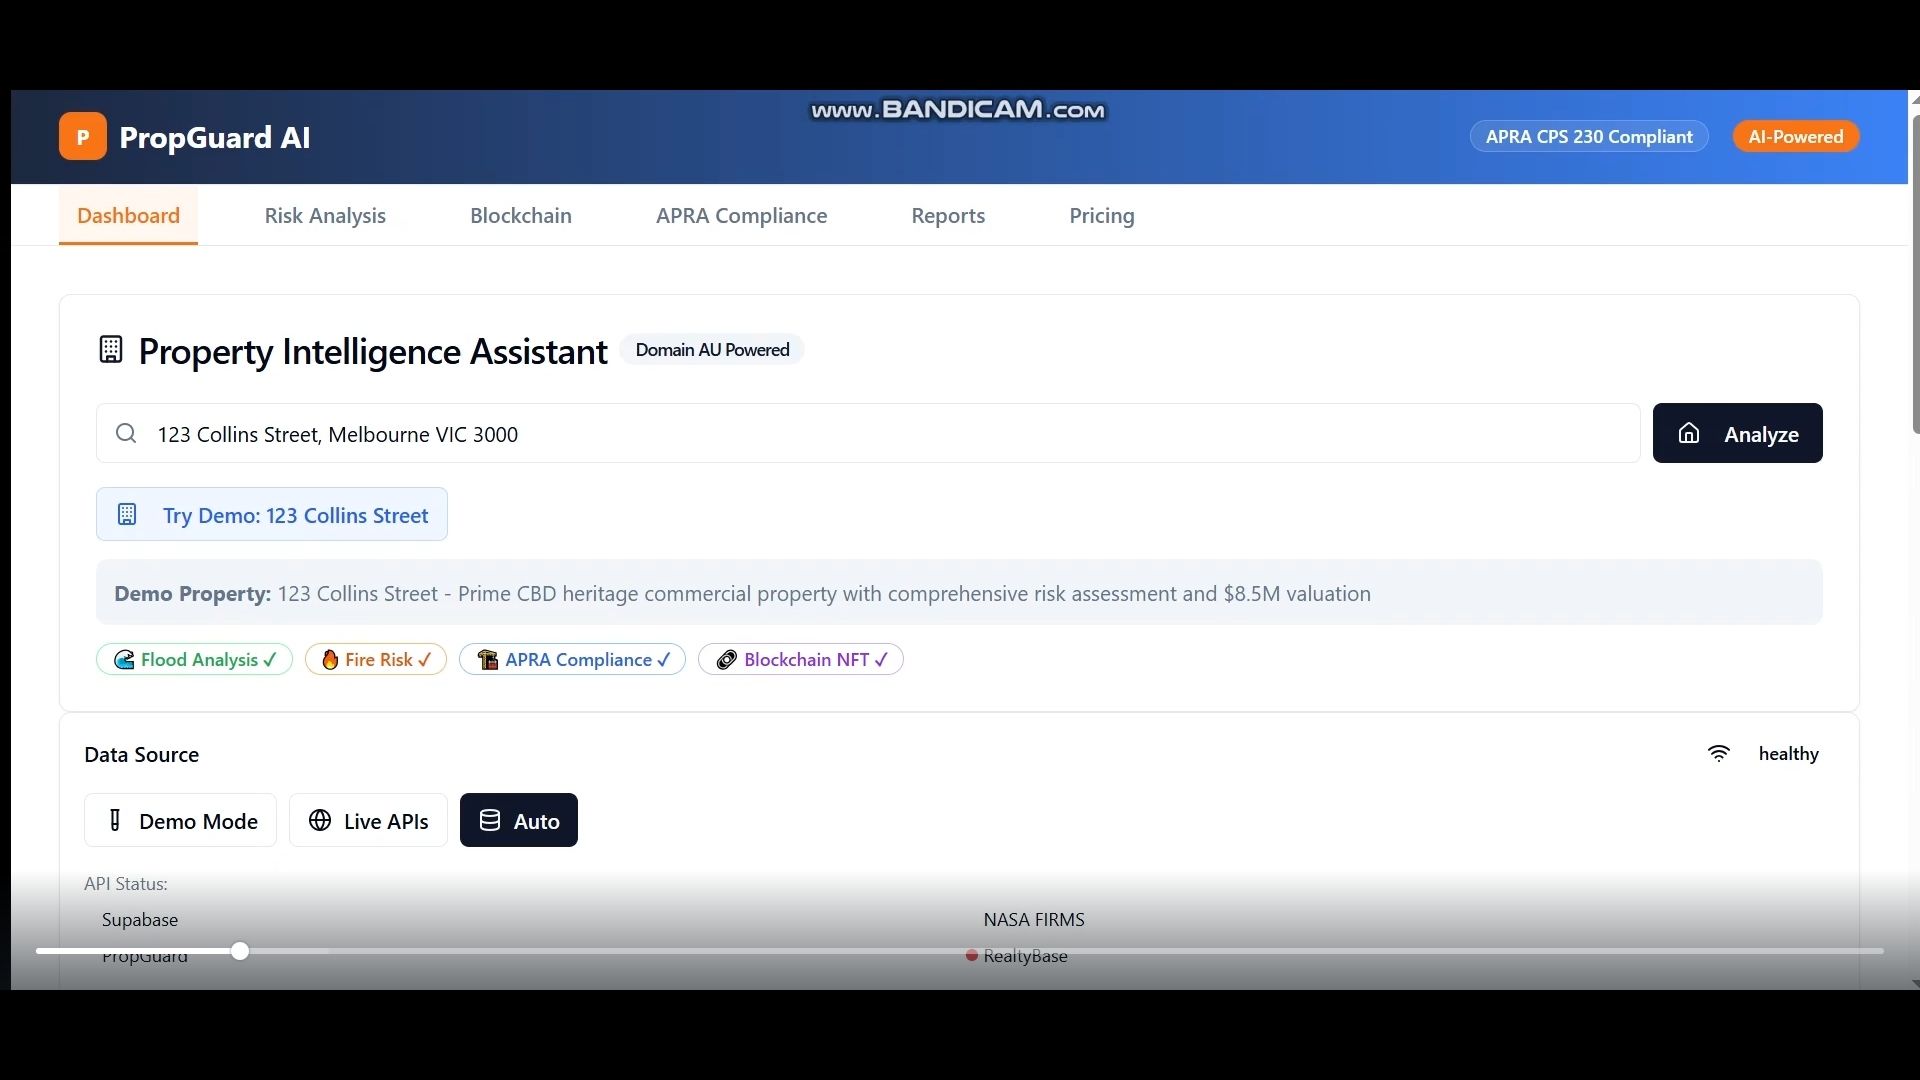 www.BANDICAM.com
P PropGuard AI
APRA CPS 230 Compliant
AI-Powered
Dashboard Risk Analysis Blockchain APRA Compliance Reports Pricing
Property Intelligence Assistant
Domain AU Powered
123 Collins Street, Melbourne VIC 3000
Analyze
Try Demo: 123 Collins Street
Demo Property: 123 Collins Street - Prime CBD heritage commercial property with comprehensive risk assessment and $8.5M valuation
Flood Analysis ✓ Fire Risk ✓ APRA Compliance ✓ Blockchain NFT ✓
Data Source
healthy
Demo Mode Live APIs Auto
API Status:
Supabase NASA FIRMS
PropGuard RealtyBase